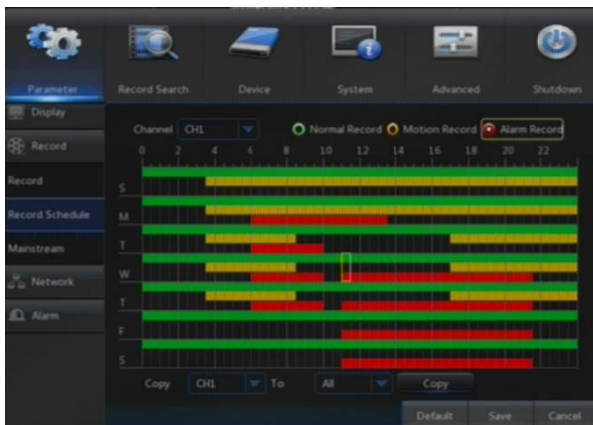 Parameter Record Search Device System Advanced Shutdown
Display
Record
Record
Record Schedule
Mainstream
Network
Alarm
Channel CH1 Normal Record Motion Record Alarm Record
0 2 4 6 8 10 12 14 16 18 20 22
S
M
T
W
T
F
S
Copy CH1 To All Copy
Default Save Cancel